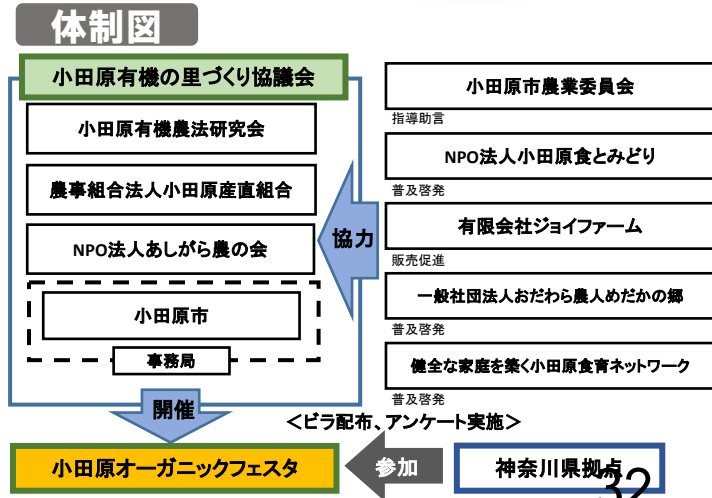 体制図
小田原有機の里づくり協議会
小田原有機農法研究会
農事組合法人小田原産直組合
NPO法人あしがら農の会
小田原市
事務局
協力
小田原市農業委員会
指導助言
NPO法人小田原食とみどり
普及啓発
有限会社ジョイファーム
販売促進
一般社団法人おだわら農人めだかの郷
普及啓発
健全な家庭を築く小田原食育ネットワーク
普及啓発
開催
＜ビラ配布、アンケート実施＞
小田原オーガニックフェスタ
参加
神奈川県拠点
32